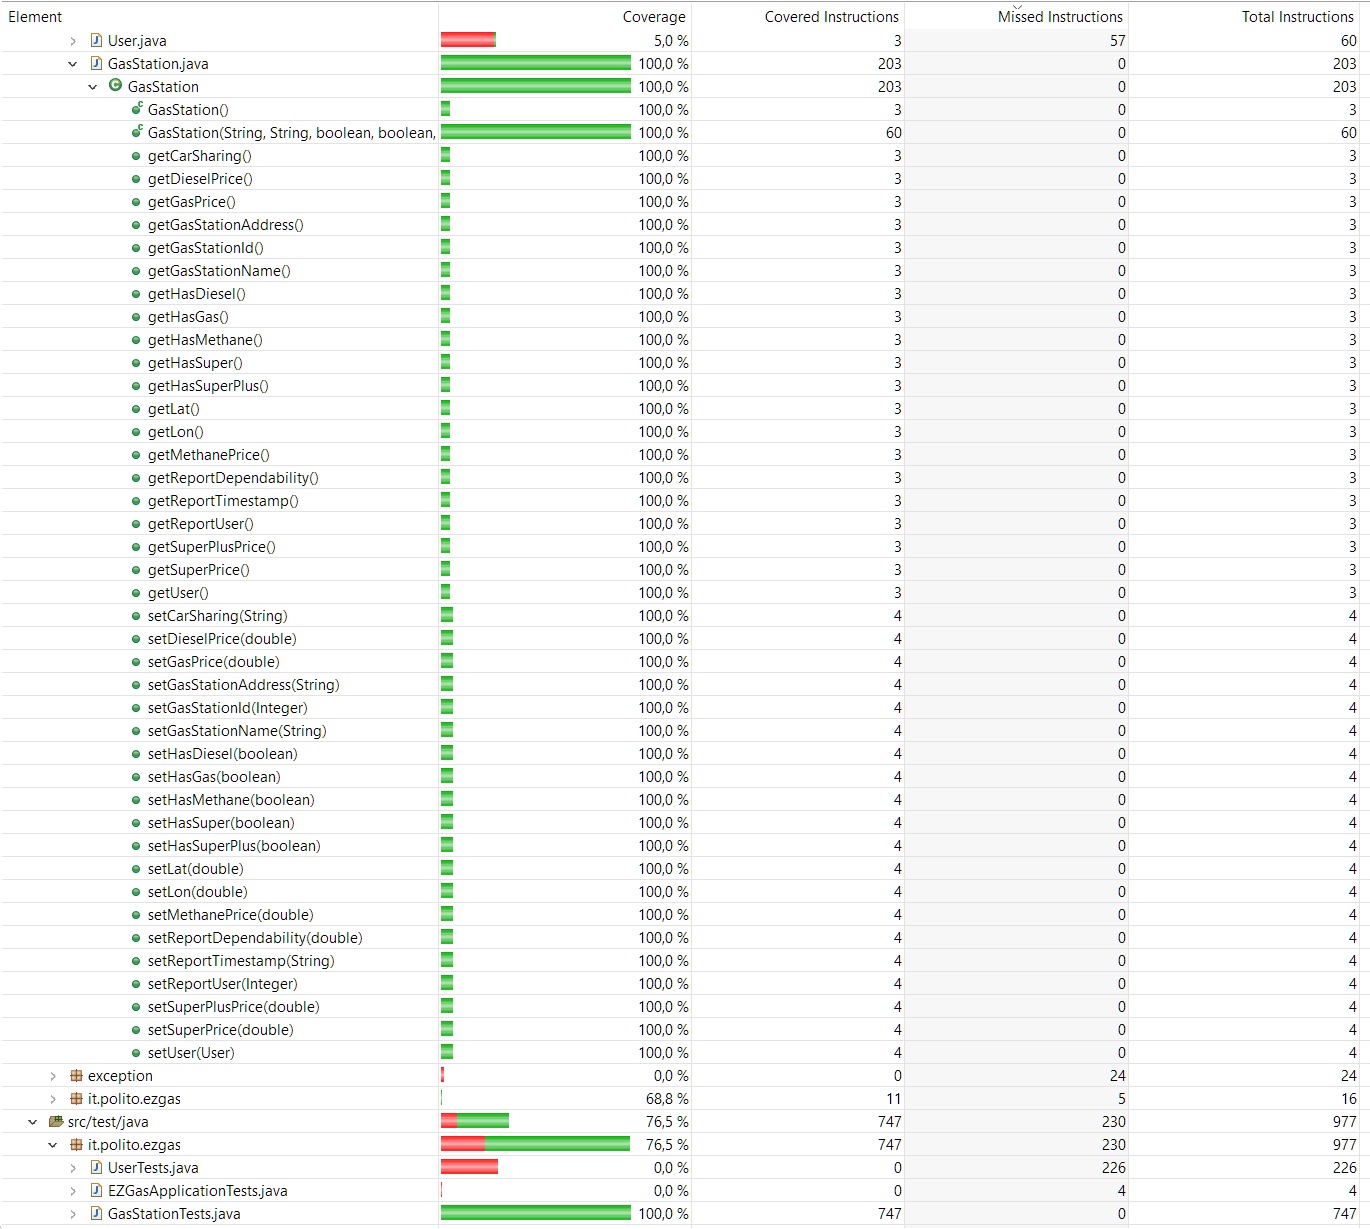 Element Coverage Covered Instructions Missed Instructions Total Instructions
User.java 5,0 % 3 57 60
GasStation.java 100,0 % 203 0 203
GasStation 100,0 % 203 0 203
GasStation() 100,0 % 3 0 3
GasStation(String, String, boolean, boolean, 100,0 % 60 0 60
getCarSharing() 100,0 % 3 0 3
getDieselPrice() 100,0 % 3 0 3
getGasPrice() 100,0 % 3 0 3
getGasStationAddress() 100,0 % 3 0 3
getGasStationId() 100,0 % 3 0 3
getGasStationName() 100,0 % 3 0 3
getHasDiesel() 100,0 % 3 0 3
getHasGas() 100,0 % 3 0 3
getHasMethane() 100,0 % 3 0 3
getHasSuper() 100,0 % 3 0 3
getHasSuperPlus() 100,0 % 3 0 3
getLat() 100,0 % 3 0 3
getLon() 100,0 % 3 0 3
getMethanePrice() 100,0 % 3 0 3
getReportDependability() 100,0 % 3 0 3
getReportTimestamp() 100,0 % 3 0 3
getReportUser() 100,0 % 3 0 3
getSuperPlusPrice() 100,0 % 3 0 3
getSuperPrice() 100,0 % 3 0 3
getUser() 100,0 % 3 0 3
setCarSharing(String) 100,0 % 4 0 4
setDieselPrice(double) 100,0 % 4 0 4
setGasPrice(double) 100,0 % 4 0 4
setGasStationAddress(String) 100,0 % 4 0 4
setGasStationId(Integer) 100,0 % 4 0 4
setGasStationName(String) 100,0 % 4 0 4
setHasDiesel(boolean) 100,0 % 4 0 4
setHasGas(boolean) 100,0 % 4 0 4
setHasMethane(boolean) 100,0 % 4 0 4
setHasSuper(boolean) 100,0 % 4 0 4
setHasSuperPlus(boolean) 100,0 % 4 0 4
setLat(double) 100,0 % 4 0 4
setLon(double) 100,0 % 4 0 4
setMethanePrice(double) 100,0 % 4 0 4
setReportDependability(double) 100,0 % 4 0 4
setReportTimestamp(String) 100,0 % 4 0 4
setReportUser(Integer) 100,0 % 4 0 4
setSuperPlusPrice(double) 100,0 % 4 0 4
setSuperPrice(double) 100,0 % 4 0 4
setUser(User) 100,0 % 4 0 4
exception 0,0 % 0 24 24
it.polito.ezgas 68,8 % 11 5 16
src/test/java 76,5 % 747 230 977
it.polito.ezgas 76,5 % 747 230 977
UserTests.java 0,0 % 0 226 226
EZGasApplicationTests.java 0,0 % 0 4 4
GasStationTests.java 100,0 % 747 0 747